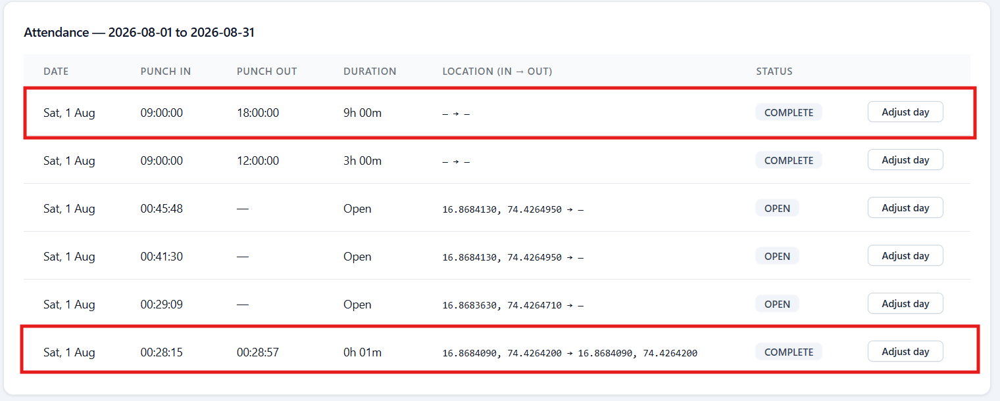 Attendance — 2026-08-01 to 2026-08-31
DATE PUNCH IN PUNCH OUT DURATION LOCATION (IN → OUT) STATUS
Sat, 1 Aug 09:00:00 18:00:00 9h 00m — → — COMPLETE Adjust day
Sat, 1 Aug 09:00:00 12:00:00 3h 00m — → — COMPLETE Adjust day
Sat, 1 Aug 00:45:48 — Open 16.8684130, 74.4264950 → — OPEN Adjust day
Sat, 1 Aug 00:41:30 — Open 16.8684130, 74.4264950 → — OPEN Adjust day
Sat, 1 Aug 00:29:09 — Open 16.8683630, 74.4264710 → — OPEN Adjust day
Sat, 1 Aug 00:28:15 00:28:57 0h 01m 16.8684090, 74.4264200 → 16.8684090, 74.4264200 COMPLETE Adjust day